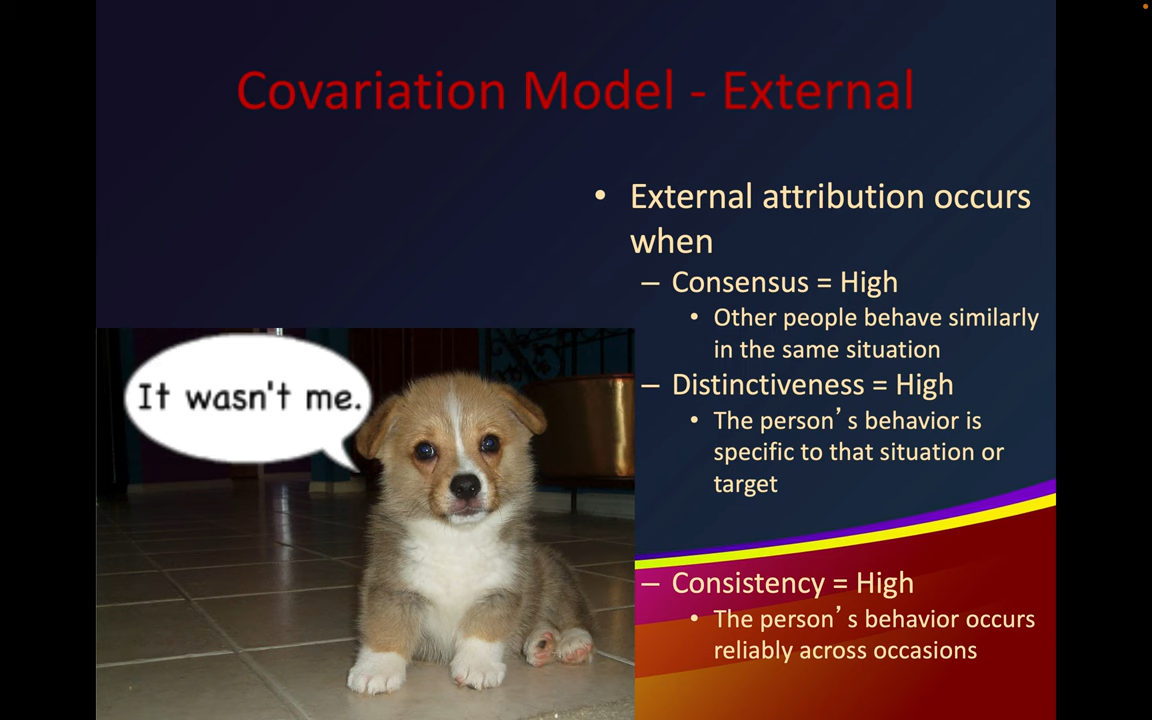 Covariation Model - External
• External attribution occurs
when
– Consensus = High
• Other people behave similarly
in the same situation
– Distinctiveness = High
• The person’s behavior is
specific to that situation or
target
– Consistency = High
• The person’s behavior occurs
reliably across occasions
It wasn't me.